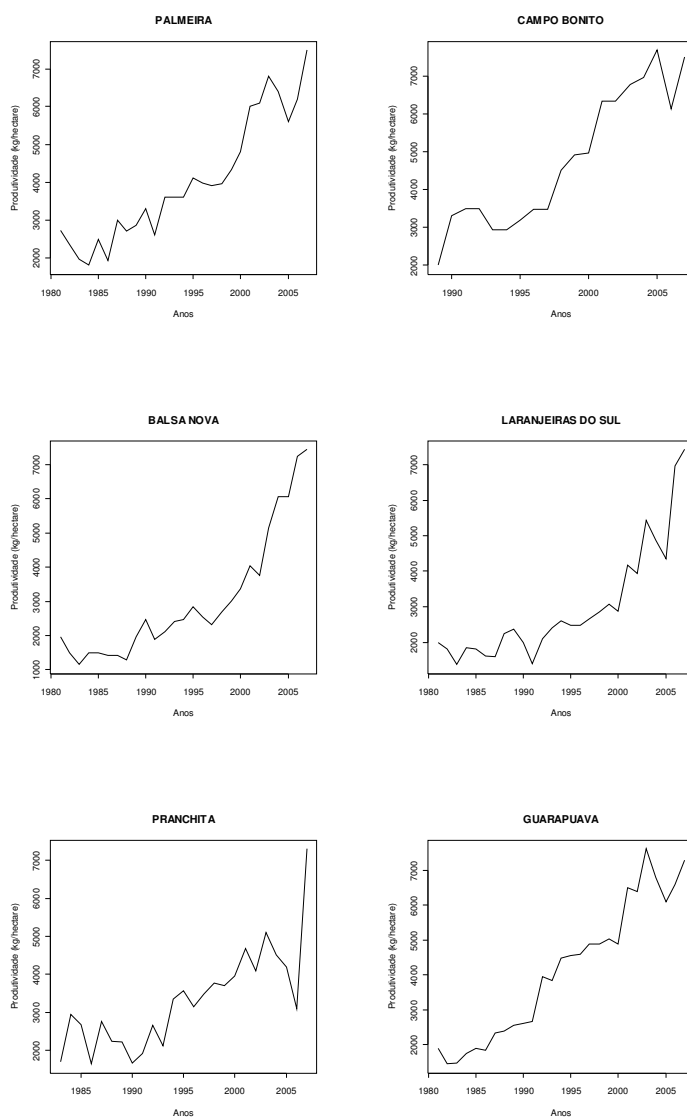 PALMEIRA
Produtividade (kg/hectare)
2000 3000 4000 5000 6000 7000
1980 1985 1990 1995 2000 2005
Anos
CAMPO BONITO
Produtividade (kg/hectare)
2000 3000 4000 5000 6000 7000
1990 1995 2000 2005
Anos
BALSA NOVA
Produtividade (kg/hectare)
1000 2000 3000 4000 5000 6000 7000
1980 1985 1990 1995 2000 2005
Anos
LARANJEIRAS DO SUL
Produtividade (kg/hectare)
2000 3000 4000 5000 6000 7000
1980 1985 1990 1995 2000 2005
Anos
PRANCHITA
Produtividade (kg/hectare)
2000 3000 4000 5000 6000 7000
1985 1990 1995 2000 2005
Anos
GUARAPUAVA
Produtividade (kg/hectare)
2000 3000 4000 5000 6000 7000
1980 1985 1990 1995 2000 2005
Anos